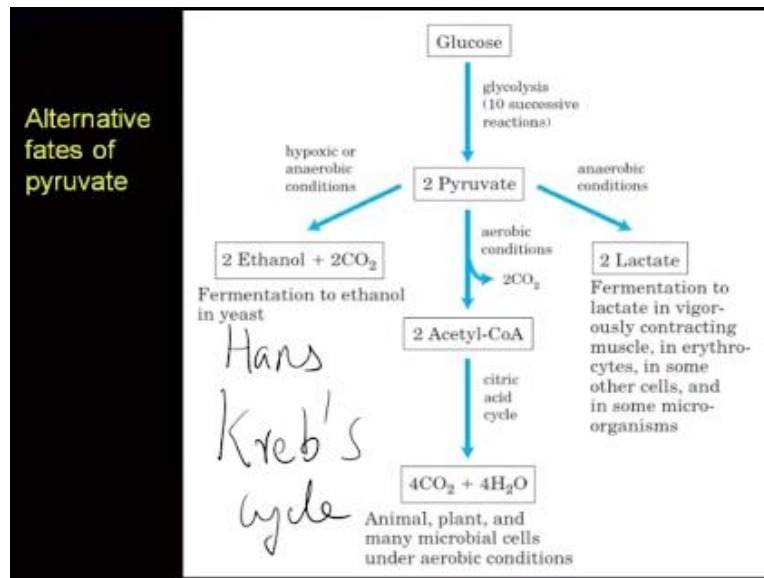 Alternative
fates of
pyruvate
Glucose
glycolysis
(10 successive
reactions)
hypoxic or
anaerobic
conditions
2 Pyruvate
anaerobic
conditions
2 Ethanol + 2CO₂
Fermentation to ethanol
in yeast
aerobic
conditions
2CO₂
2 Lactate
Fermentation to
lactate in vigor-
ously contracting
muscle, in erythro-
cytes, in some
other cells, and
in some micro-
organisms
2 Acetyl-CoA
citric
acid
cycle
4CO₂ + 4H₂O
Animal, plant, and
many microbial cells
under aerobic conditions
Hans
Kreb's
cycle